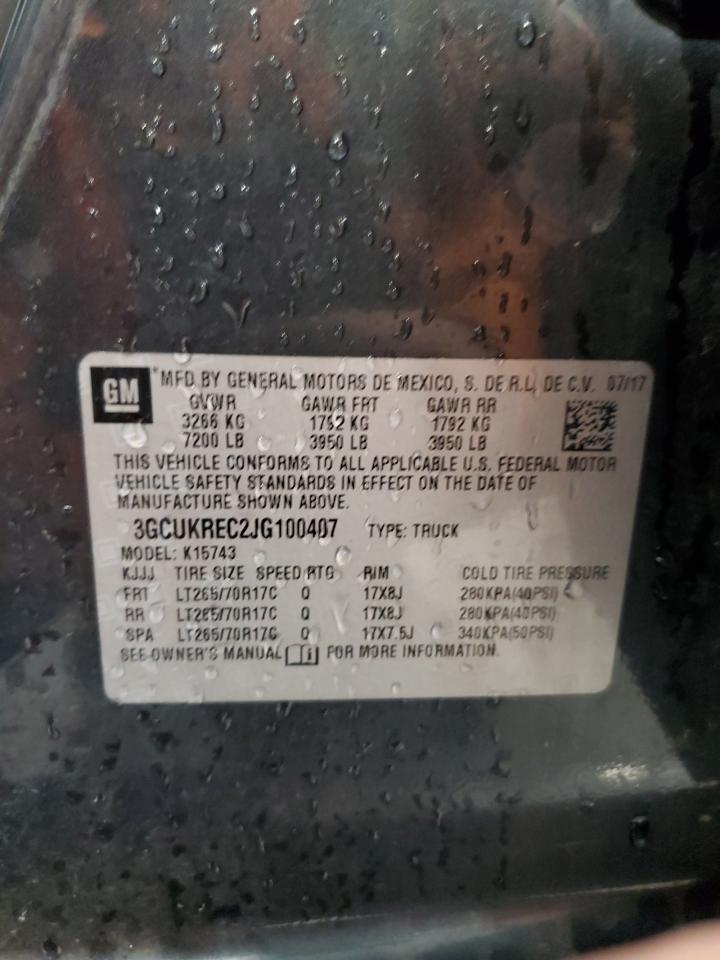 GM
*MFD BY GENERAL MOTORS DE MEXICO, S. DE R.L. DE C.V. 07/17
GVWR GAWR FRT GAWR RR
3266 KG 1792 KG 1792 KG
7200 LB 3950 LB 3950 LB
THIS VEHICLE CONFORMS TO ALL APPLICABLE U.S. FEDERAL MOTOR
VEHICLE SAFETY STANDARDS IN EFFECT ON THE DATE OF
MANUFACTURE SHOWN ABOVE.
3GCUKREC2JG100407 TYPE: TRUCK
MODEL: K15743
KJJJ TIRE SIZE SPEED RTG RIM COLD TIRE PRESSURE
FRT LT265/70R17C Q 17X8J 280KPA(40PSI)
RR LT265/70R17C Q 17X8J 280KPA(40PSI)
SPA LT265/70R17C Q 17X7.5J 340KPA(50PSI)
SEE OWNER'S MANUAL FOR MORE INFORMATION.